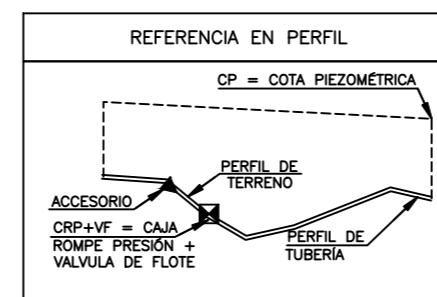 REFERENCIA EN PERFIL
CP = COTA PIEZOMÉTRICA
PERFIL DE
TERRENO
ACCESORIO
CRP+VF = CAJA
ROMPE PRESIÓN +
VALVULA DE FLOTE
PERFIL DE
TUBERÍA